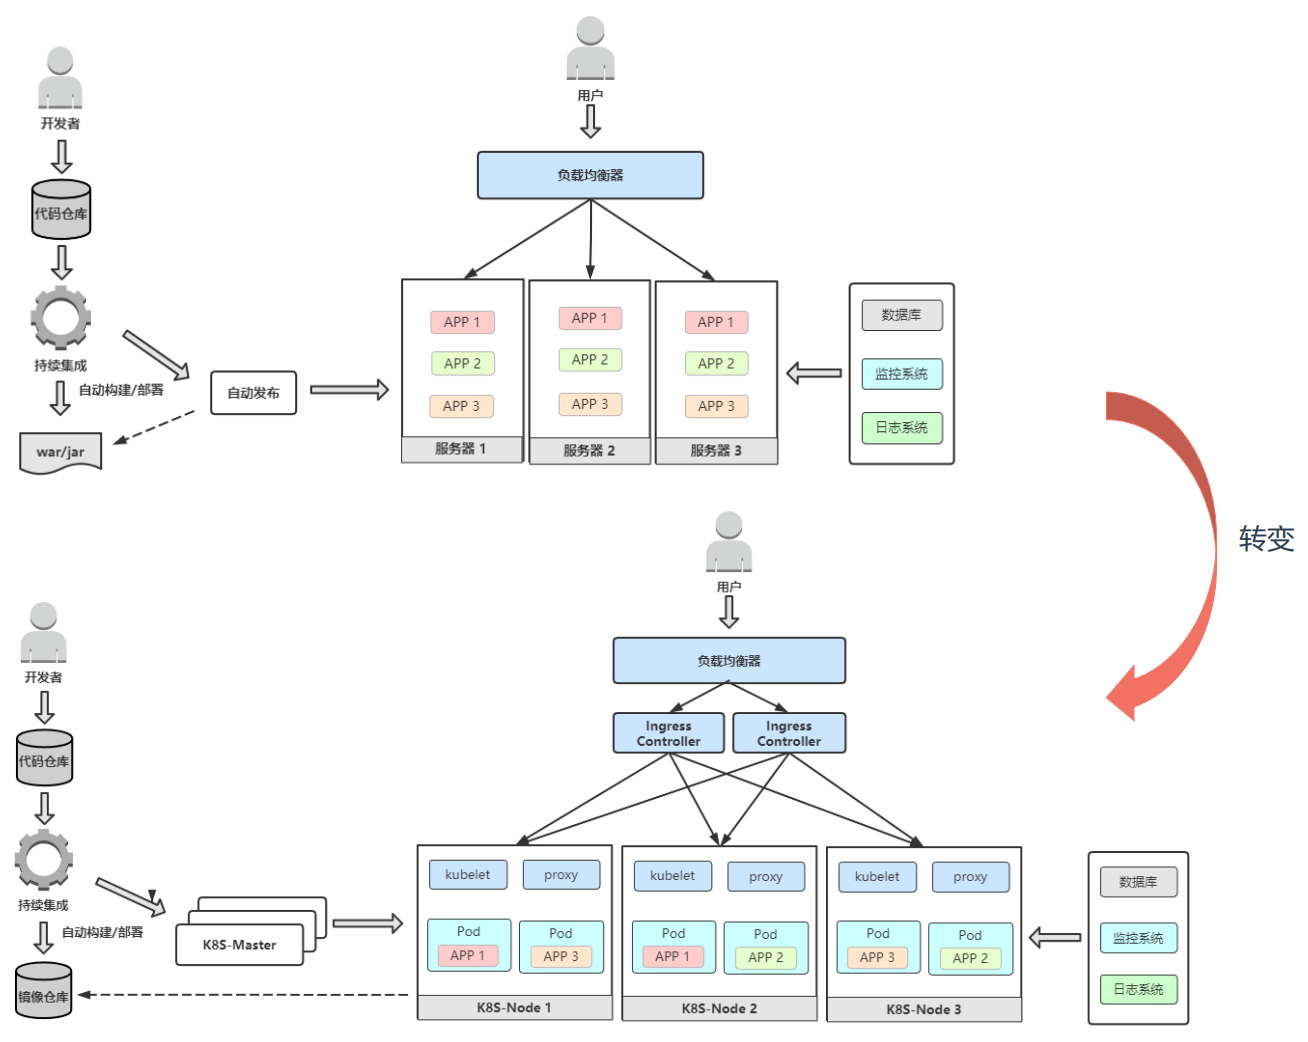 用户
开发者
负载均衡器
代码仓库
持续集成
自动构建/部署
自动发布
war/jar
APP 1
APP 2
APP 3
服务器 1
APP 1
APP 2
APP 3
服务器 2
APP 1
APP 2
APP 3
服务器 3
数据库
监控系统
日志系统
转变
用户
开发者
负载均衡器
Ingress
Controller
Ingress
Controller
代码仓库
持续集成
自动构建/部署
K8S-Master
镜像仓库
kubelet
proxy
Pod
APP 1
Pod
APP 3
K8S-Node 1
kubelet
proxy
Pod
APP 1
Pod
APP 2
K8S-Node 2
kubelet
proxy
Pod
APP 3
Pod
APP 2
K8S-Node 3
数据库
监控系统
日志系统